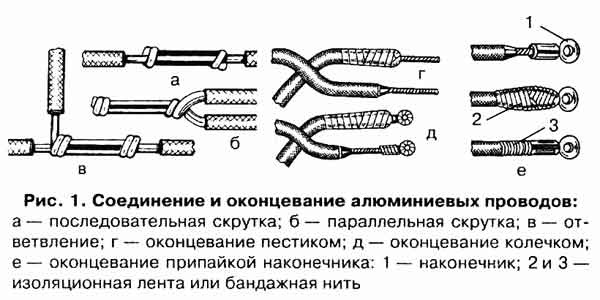 1
а
г
2
3
б
д
в
е
Рис. 1. Соединение и оконцевание алюминиевых проводов:
а — последовательная скрутка; б — параллельная скрутка; в — от-
ветвление; г — оконцевание пестиком; д — оконцевание колечком;
е — оконцевание припайкой наконечника: 1 — наконечник; 2 и 3 —
изоляционная лента или бандажная нить